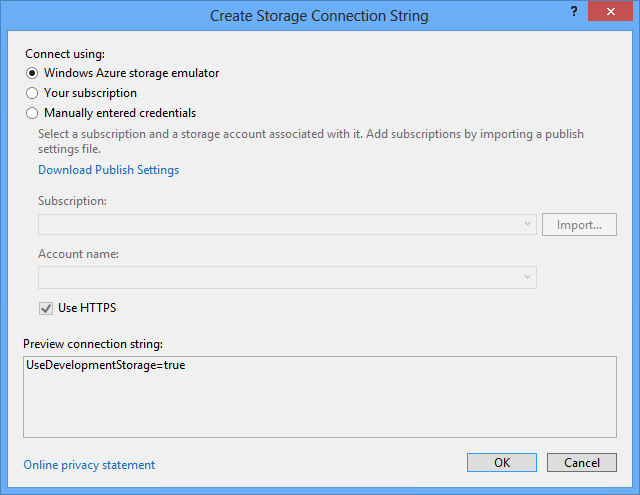 Create Storage Connection String
?
Connect using:
Windows Azure storage emulator
Your subscription
Manually entered credentials
Select a subscription and a storage account associated with it. Add subscriptions by importing a publish
settings file.
Download Publish Settings
Subscription:
Import...
Account name:
Use HTTPS
Preview connection string:
UseDevelopmentStorage=true
Online privacy statement
OK
Cancel